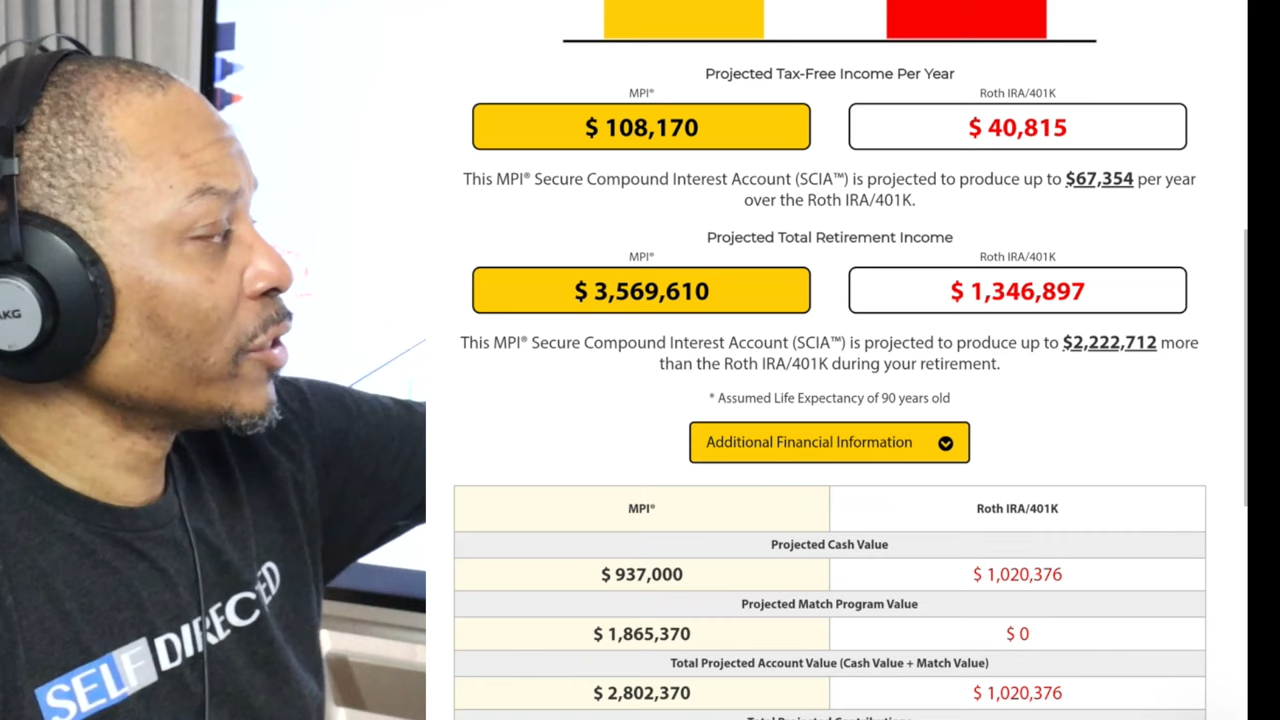 Projected Tax-Free Income Per Year
MPI® Roth IRA/401K
$ 108,170 $ 40,815
This MPI® Secure Compound Interest Account (SCIA™) is projected to produce up to $67,354 per year
over the Roth IRA/401K.
Projected Total Retirement Income
MPI® Roth IRA/401K
$ 3,569,610 $ 1,346,897
This MPI® Secure Compound Interest Account (SCIA™) is projected to produce up to $2,222,712 more
than the Roth IRA/401K during your retirement.
* Assumed Life Expectancy of 90 years old
Additional Financial Information
MPI® Roth IRA/401K
Projected Cash Value
$ 937,000 $ 1,020,376
Projected Match Program Value
$ 1,865,370 $ 0
Total Projected Account Value (Cash Value + Match Value)
$ 2,802,370 $ 1,020,376
Total Projected Contributions
AKG
SELF DIRECTED